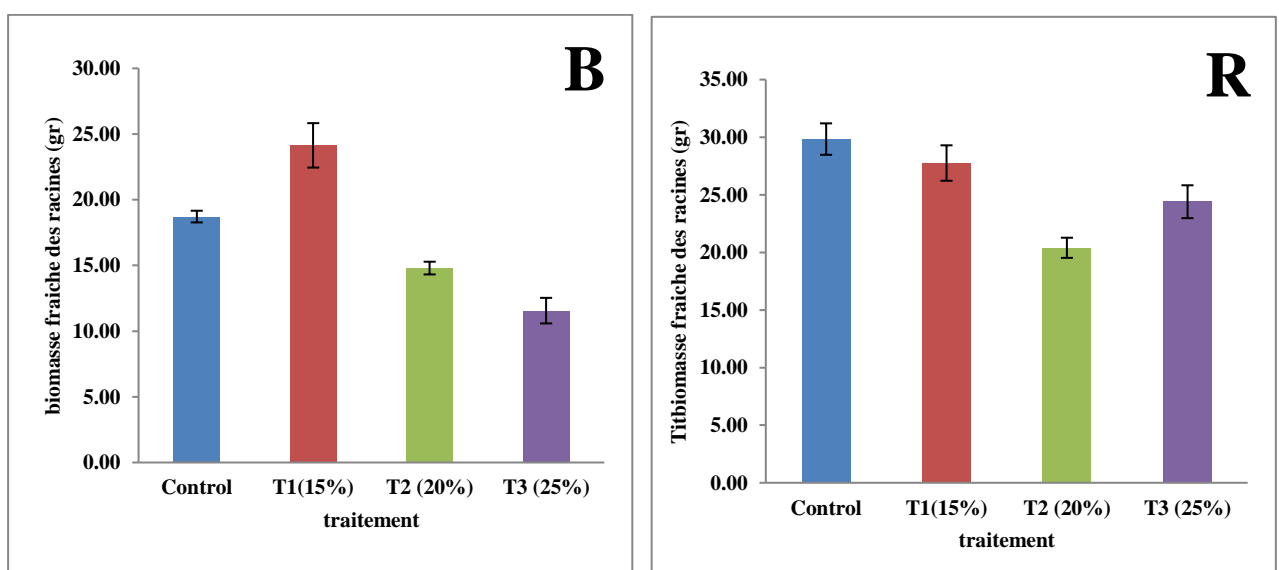 B
biomasse fraiche des racines (gr)
30.00
25.00
20.00
15.00
10.00
5.00
0.00
Control T1(15%) T2 (20%) T3 (25%)
traitement
R
Titbiomasse fraiche des racines (gr)
35.00
30.00
25.00
20.00
15.00
10.00
5.00
0.00
Control T1(15%) T2 (20%) T3 (25%)
traitement